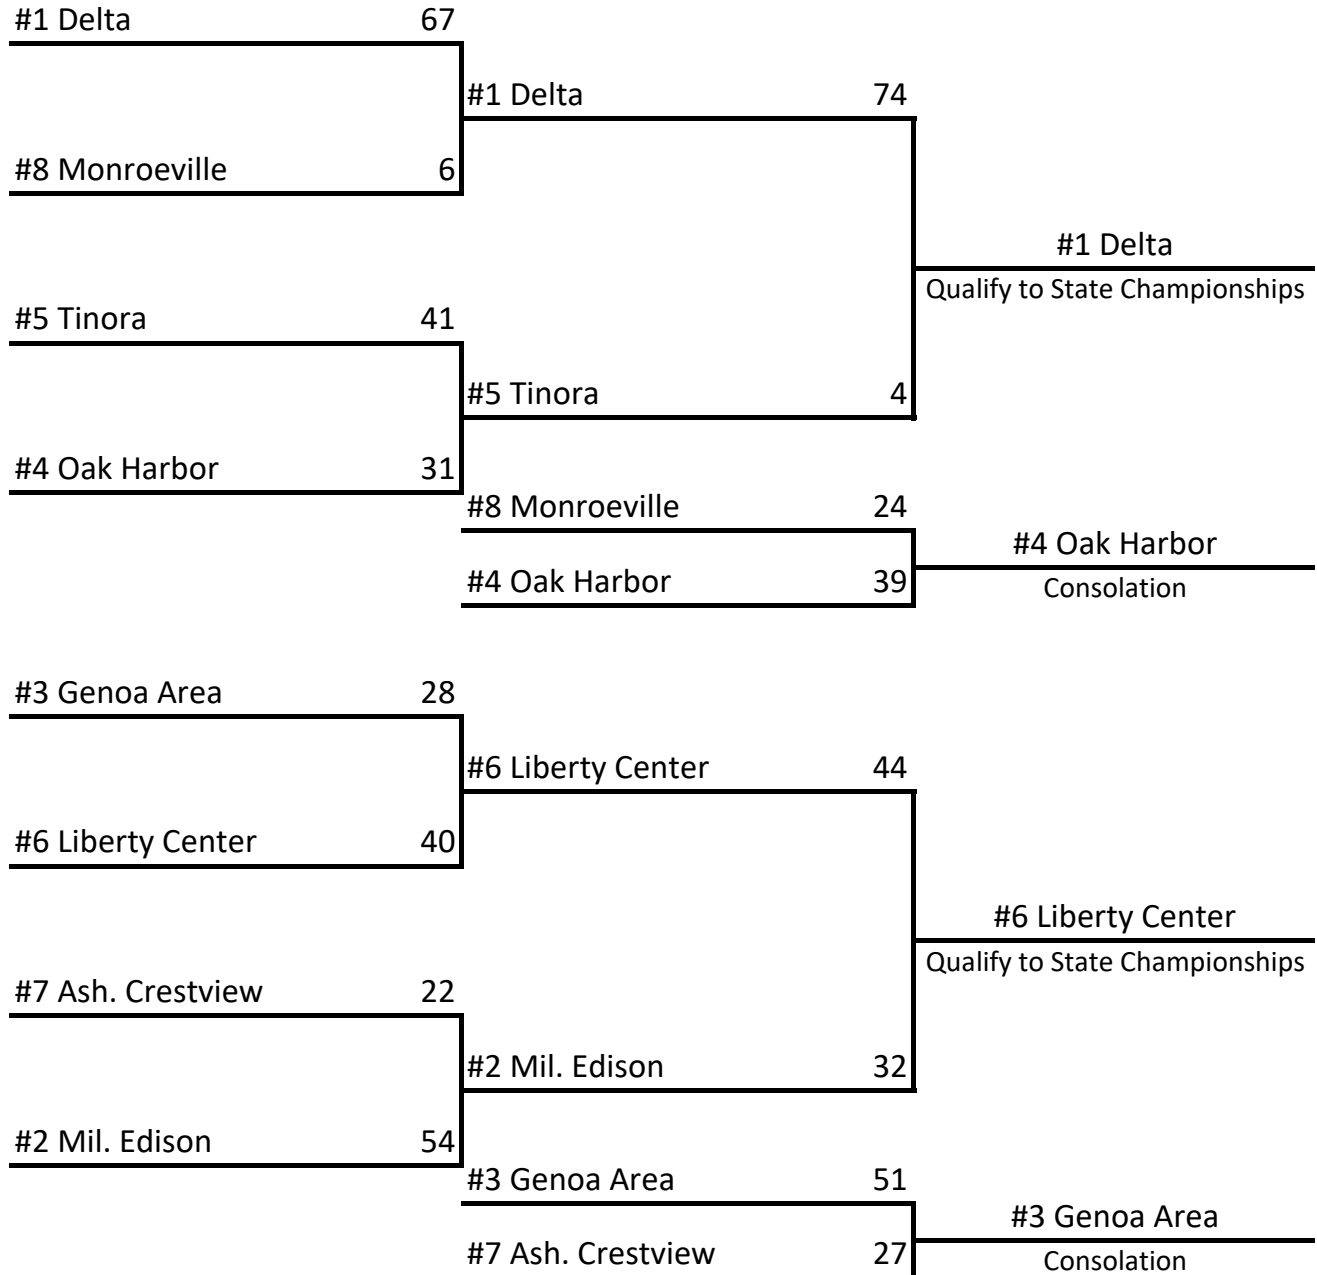 #1 Delta 67
#1 Delta 74
#8 Monroeville 6
#1 Delta
Qualify to State Championships
#5 Tinora 41
#5 Tinora 4
#4 Oak Harbor 31
#8 Monroeville 24
#4 Oak Harbor
#4 Oak Harbor 39
Consolation
#3 Genoa Area 28
#6 Liberty Center 44
#6 Liberty Center 40
#6 Liberty Center
Qualify to State Championships
#7 Ash. Crestview 22
#2 Mil. Edison 32
#2 Mil. Edison 54
#3 Genoa Area 51
#3 Genoa Area
#7 Ash. Crestview 27
Consolation